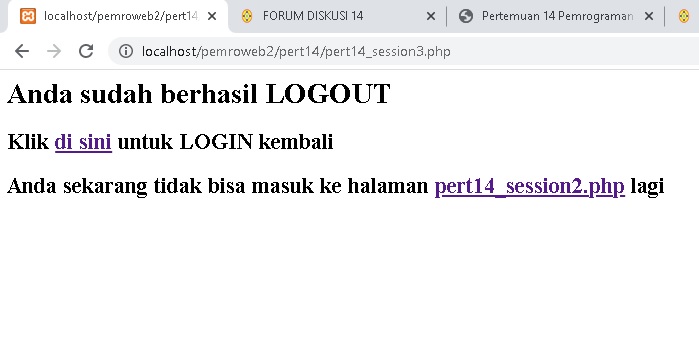 localhost/pemroweb2/pert14
FORUM DISKUSI 14
Pertemuan 14 Pemrograman
localhost/pemroweb2/pert14/pert14_session3.php
Anda sudah berhasil LOGOUT
Klik di sini untuk LOGIN kembali
Anda sekarang tidak bisa masuk ke halaman pert14_session2.php lagi